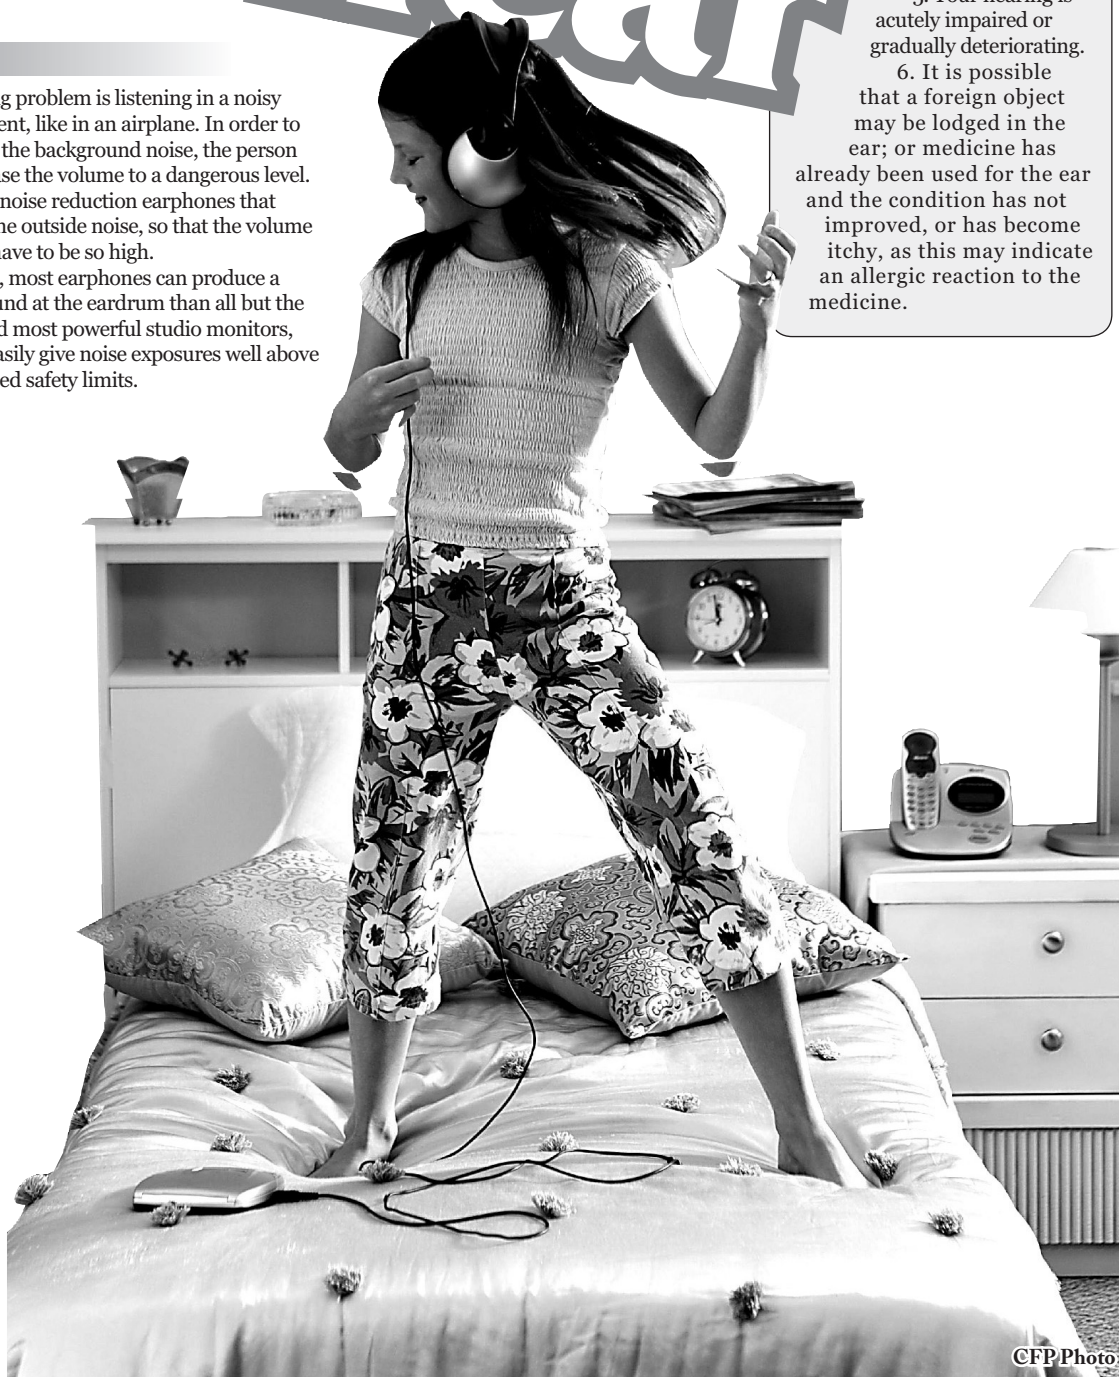 ear
g problem is listening in a noisy
ent, like in an airplane. In order to
the background noise, the person
se the volume to a dangerous level.
noise reduction earphones that
he outside noise, so that the volume
ave to be so high.
, most earphones can produce a
und at the eardrum than all but the
d most powerful studio monitors,
asily give noise exposures well above
ed safety limits.
5. Your hearing is
acutely impaired or
gradually deteriorating.
6. It is possible
that a foreign object
may be lodged in the
ear; or medicine has
already been used for the ear
and the condition has not
improved, or has become
itchy, as this may indicate
an allergic reaction to the
medicine.
CFP Photo